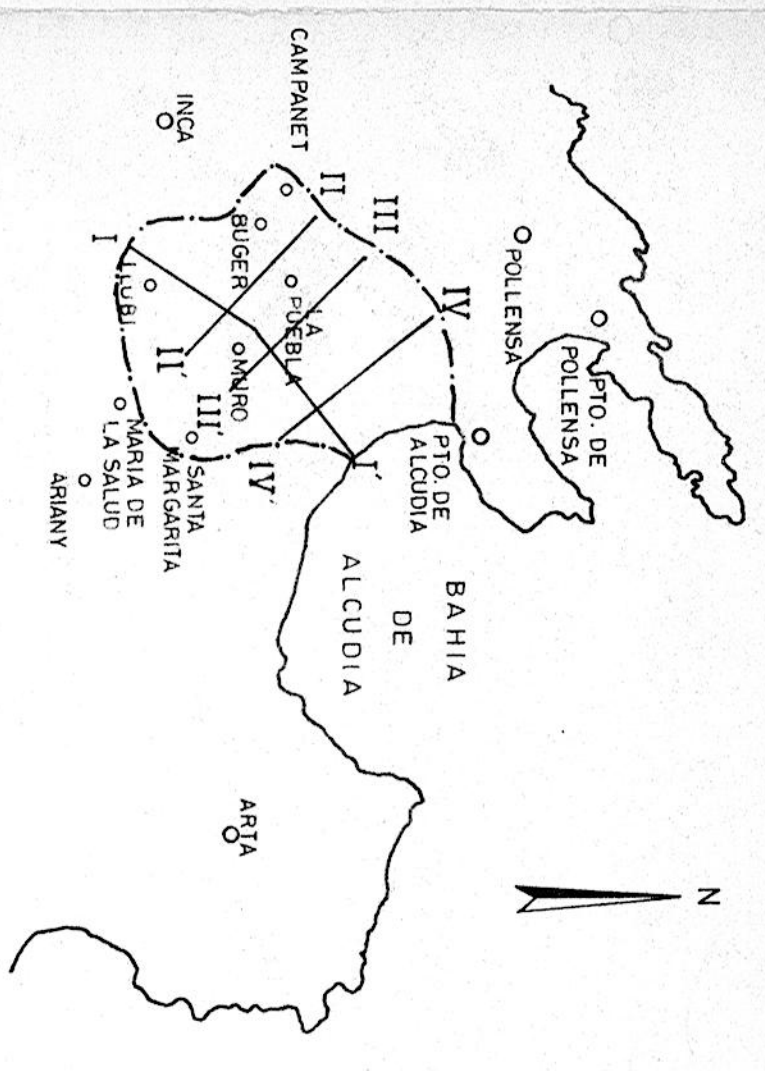 N
PTO. DE
POLLENSA
POLLENSA
PTO. DE
ALCUDIA
BAHIA
DE
ALCUDIA
CAMPANET
INCA
II
III
IV
BUGER
LA
PUEBLA
I
LLUBI
MURO
II'
III'
IV'
I'
SANTA
MARGARITA
MARIA DE
LA SALUD
ARIANY
ARTA